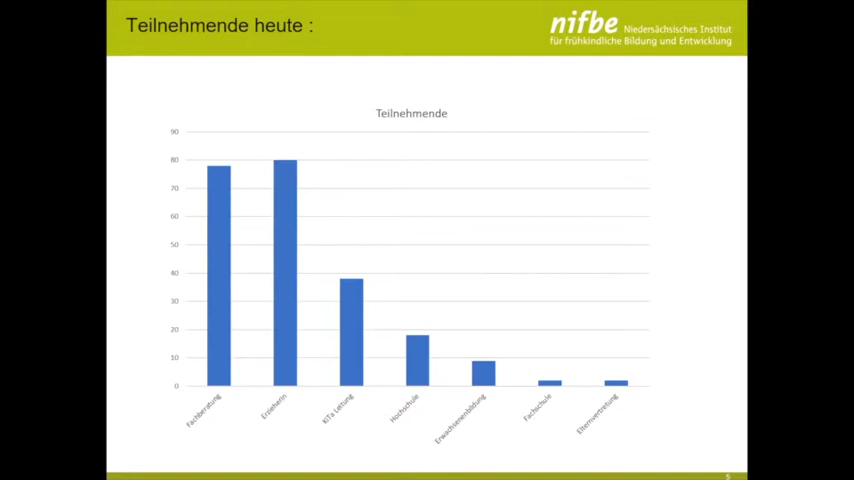 Teilnehmende heute :
nifbe Niedersächsisches Institut
für frühkindliche Bildung und Entwicklung
Teilnehmende
90
80
70
60
50
40
30
20
10
0
Fachberatung
ErzieherIn
KiTa Leitung
Hochschule
Erwachsenenbildung
Fachschule
Elternvertretung
5